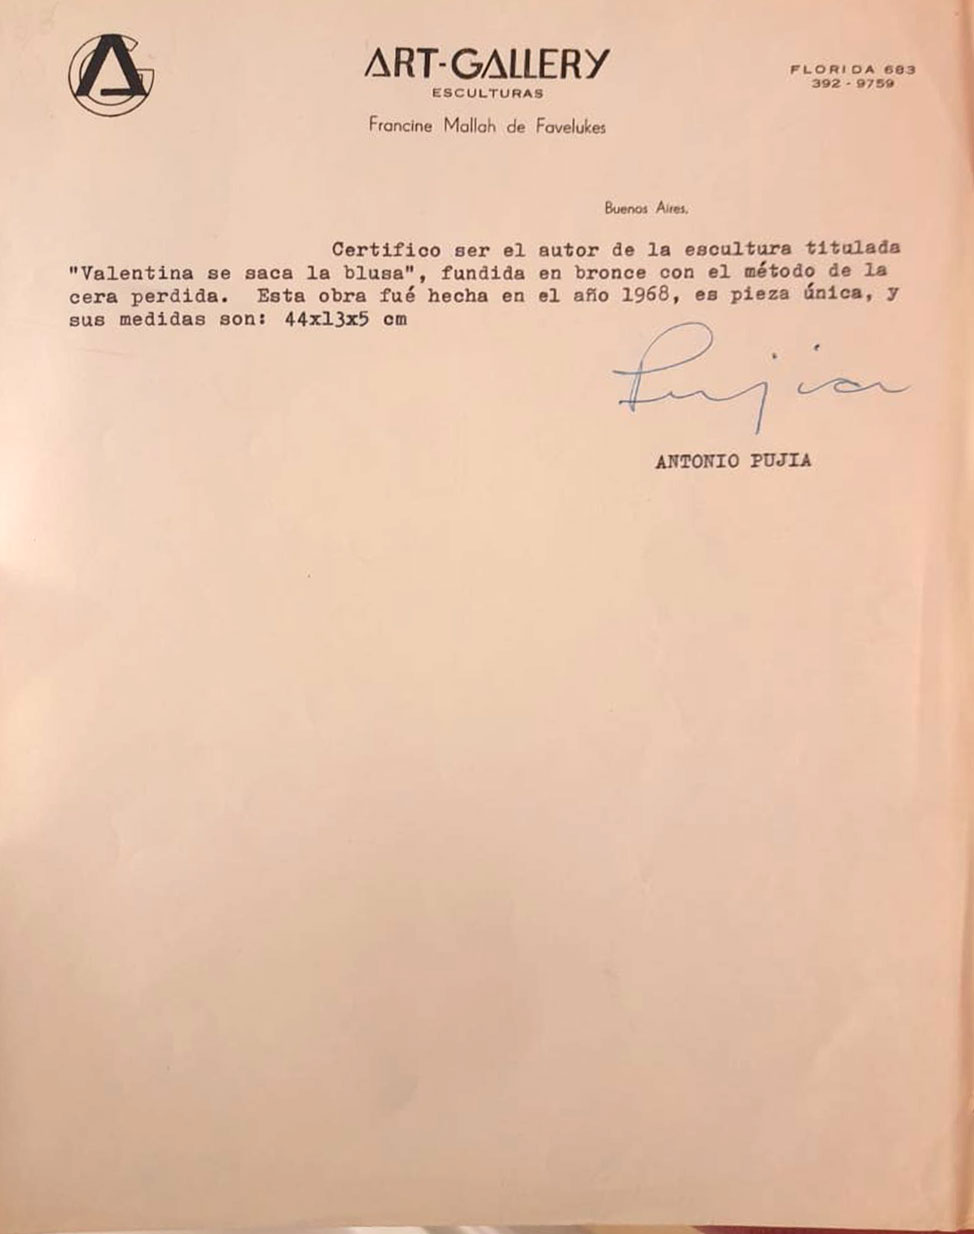 AG
ART-GALLERY
ESCULTURAS
Francine Mallah de Favelukes
FLORIDA 683
392 - 9759
Buenos Aires,
Certifico ser el autor de la escultura titulada
"Valentina se saca la blusa", fundida en bronce con el método de la
cera perdida. Esta obra fué hecha en el año 1968, es pieza única, y
sus medidas son: 44x13x5 cm
Pujia
ANTONIO PUJIA